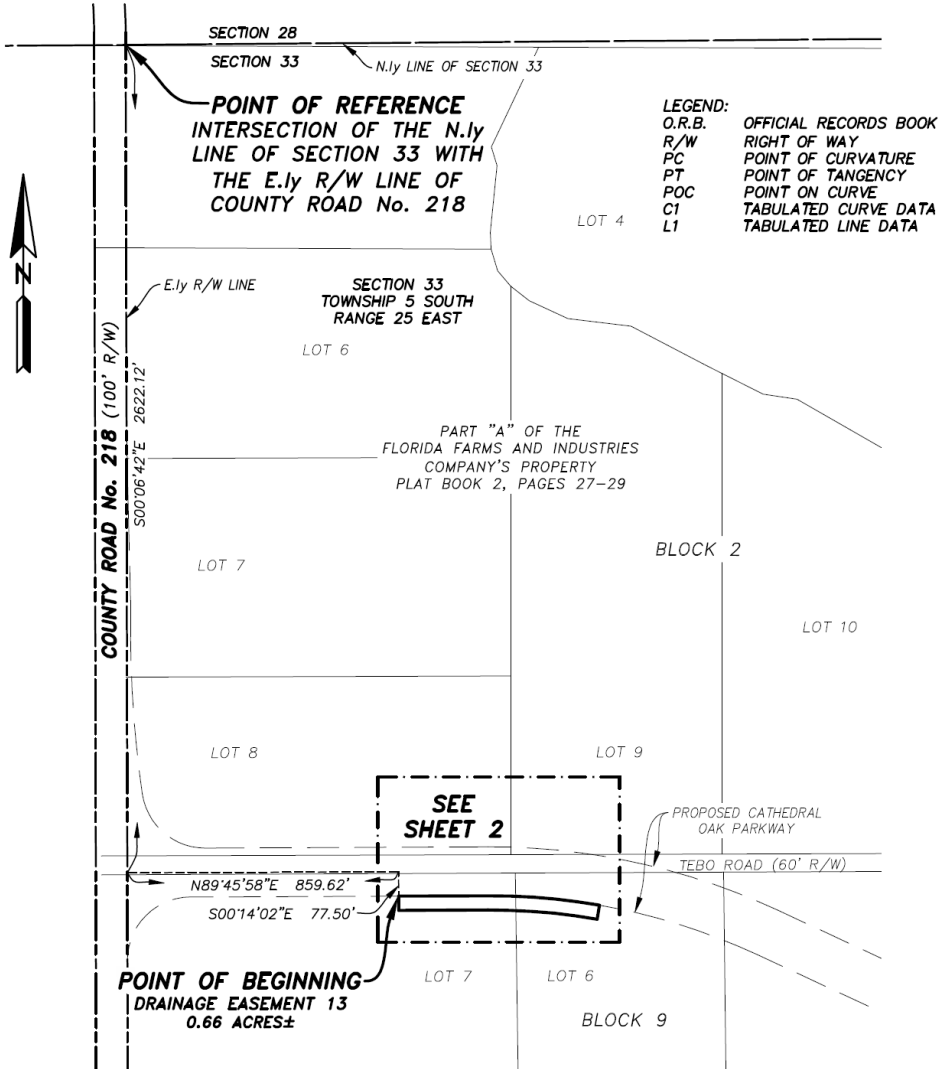 SECTION 28
SECTION 33
N.ly LINE OF SECTION 33
POINT OF REFERENCE
INTERSECTION OF THE N.ly
LINE OF SECTION 33 WITH
THE E.ly R/W LINE OF
COUNTY ROAD No. 218
LEGEND:
O.R.B. OFFICIAL RECORDS BOOK
R/W RIGHT OF WAY
PC POINT OF CURVATURE
PT POINT OF TANGENCY
POC POINT ON CURVE
C1 TABULATED CURVE DATA
L1 TABULATED LINE DATA
LOT 4
N
E.ly R/W LINE
SECTION 33
TOWNSHIP 5 SOUTH
RANGE 25 EAST
LOT 6
COUNTY ROAD No. 218 (100' R/W)
S00°06'42"E 2622.12'
PART "A" OF THE
FLORIDA FARMS AND INDUSTRIES
COMPANY'S PROPERTY
PLAT BOOK 2, PAGES 27-29
LOT 7
BLOCK 2
LOT 10
LOT 8
LOT 9
SEE
SHEET 2
PROPOSED CATHEDRAL
OAK PARKWAY
TEBO ROAD (60' R/W)
N89°45'58"E 859.62'
S00°14'02"E 77.50'
POINT OF BEGINNING
DRAINAGE EASEMENT 13
0.66 ACRES±
LOT 7
LOT 6
BLOCK 9